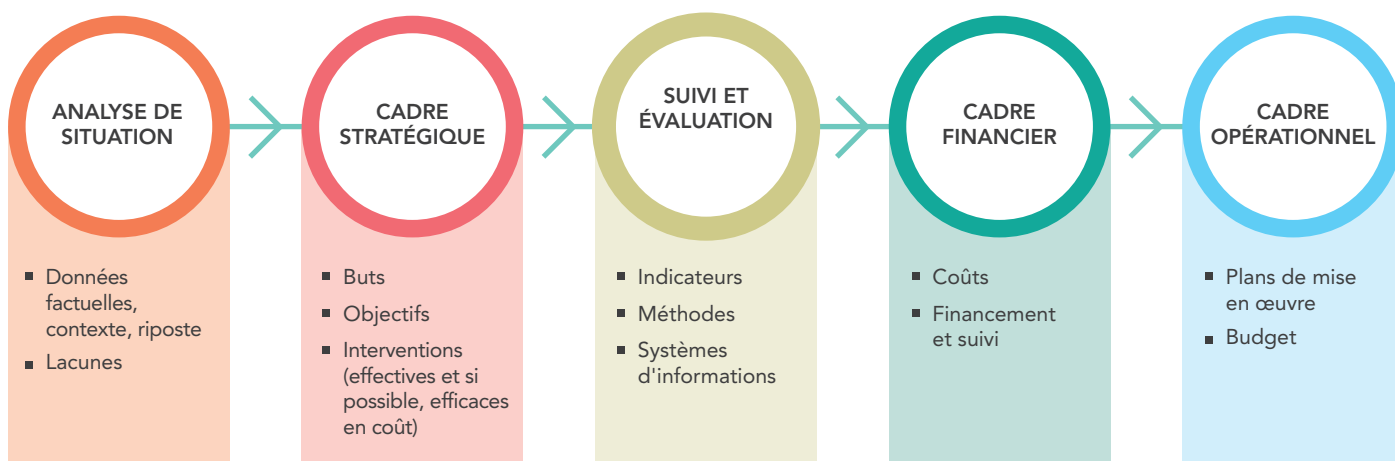 ANALYSE DE
SITUATION
■ Données
factuelles,
contexte, riposte
■ Lacunes
CADRE
STRATÉGIQUE
■ Buts
■ Objectifs
■ Interventions
(effectives et si
possible, efficaces
en coût)
SUIVI ET
ÉVALUATION
■ Indicateurs
■ Méthodes
■ Systèmes
d'informations
CADRE
FINANCIER
■ Coûts
■ Financement
et suivi
CADRE
OPÉRATIONNEL
■ Plans de mise
en œuvre
■ Budget